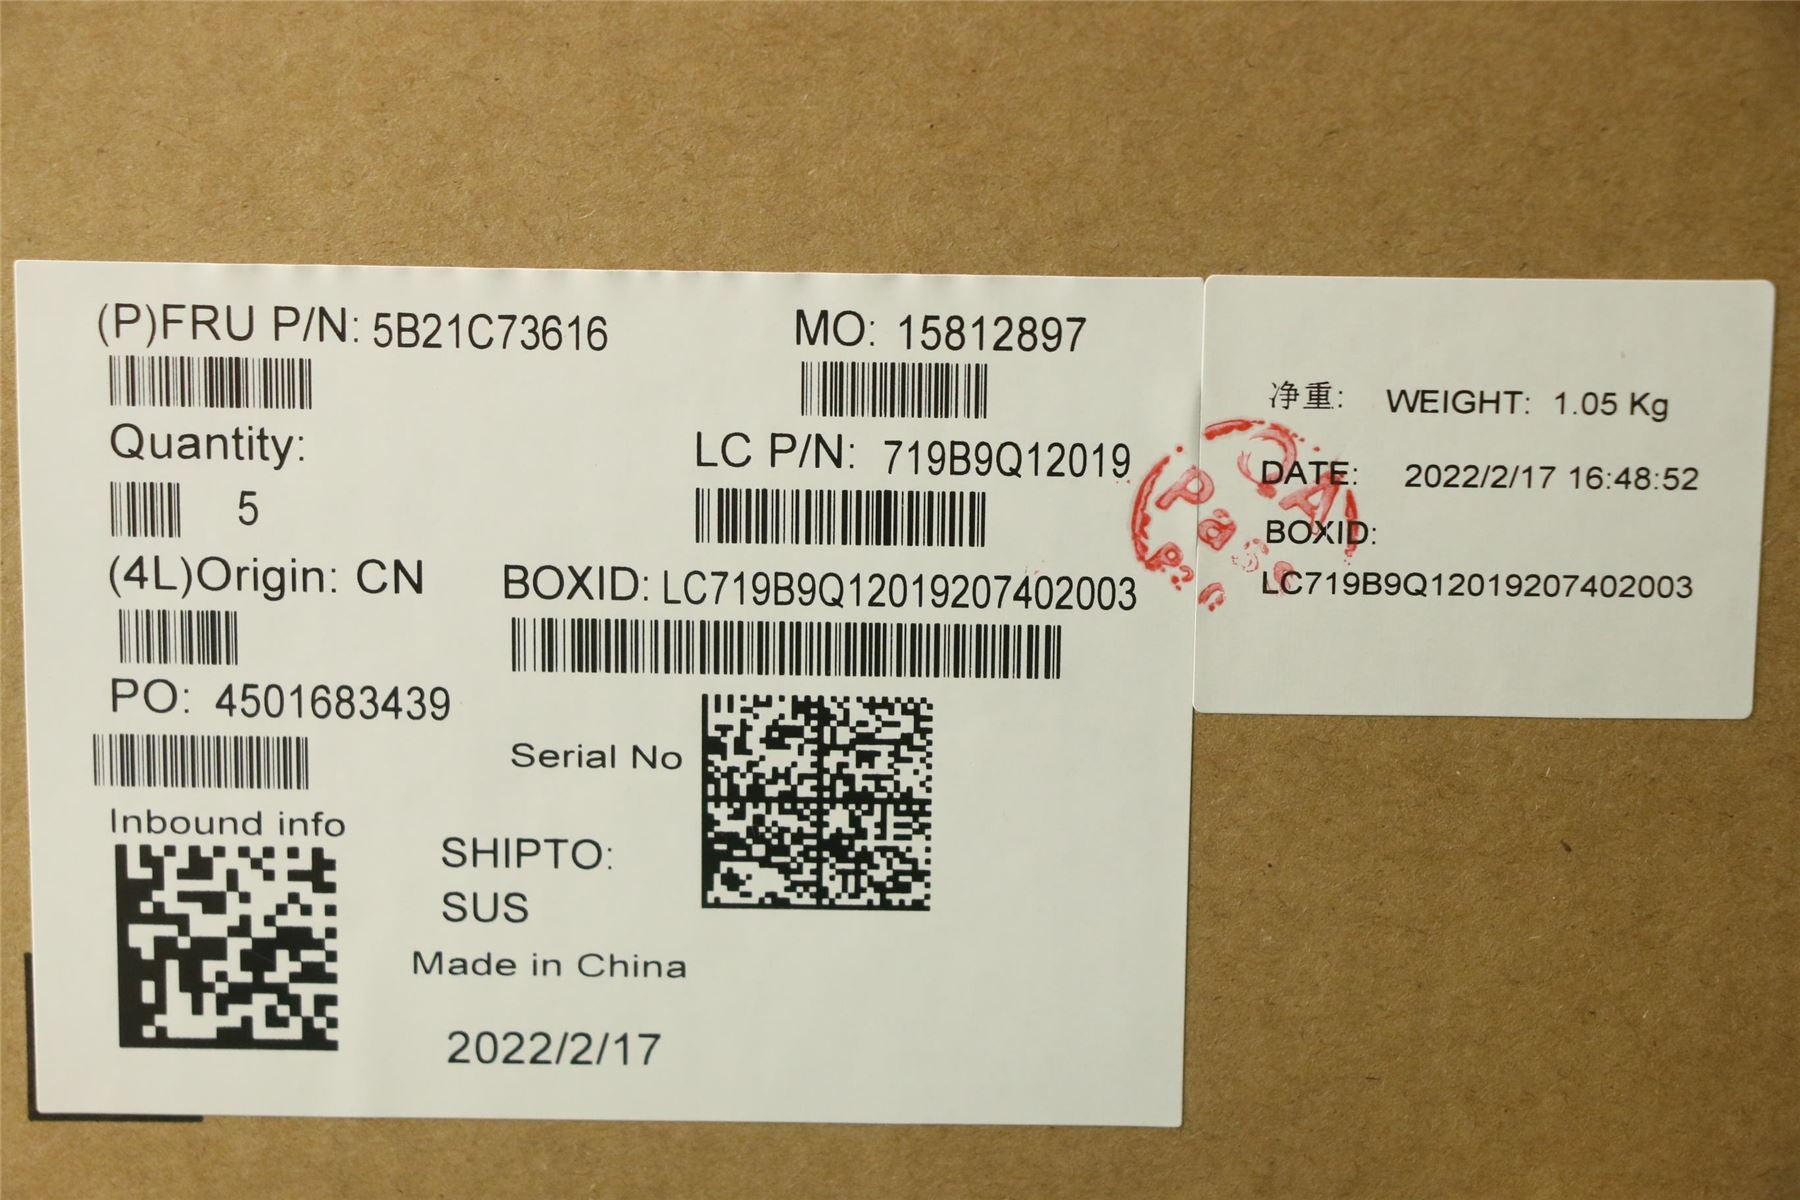 (P)FRU P/N: 5B21C73616
MO: 15812897
Quantity:
5
LC P/N: 719B9Q12019
(4L)Origin: CN
BOXID: LC719B9Q12019207402003
PO: 4501683439
Serial No
Inbound info
SHIPTO:
SUS
Made in China
2022/2/17
净重: WEIGHT: 1.05 Kg
DATE: 2022/2/17 16:48:52
BOXID:
LC719B9Q12019207402003
QA
Pass